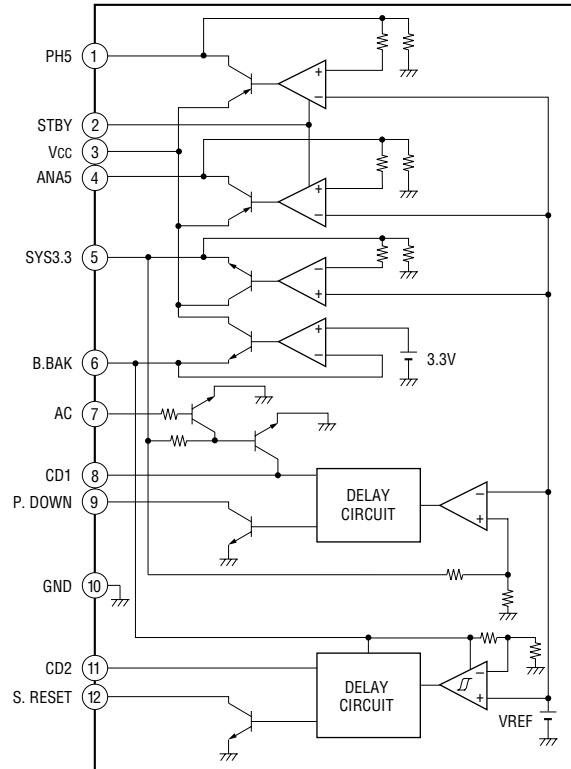 PH5
1
+
−
STBY
2
Vcc
3
ANA5
4
+
−
SYS3.3
5
−
+
B.BAK
6
+
−
3.3V
AC
7
CD1
8
DELAY
CIRCUIT
−
+
P. DOWN
9
GND
10
CD2
11
DELAY
CIRCUIT
−
+
S. RESET
12
VREF